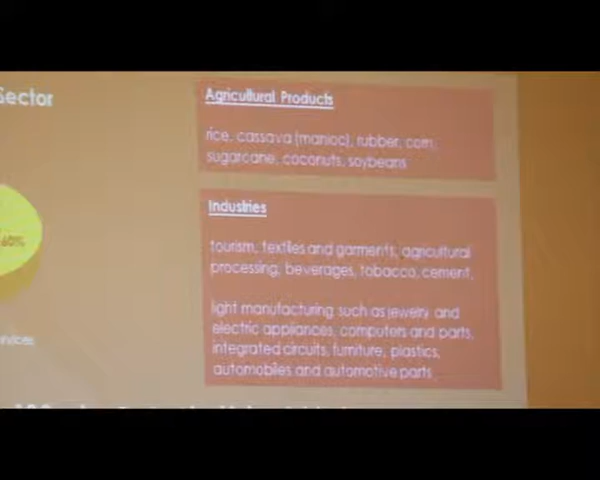 Sector
Agricultural Products
rice, cassava (manioc), rubber, corn,
sugarcane, coconuts, soybeans
60%
Industries
tourism, textiles and garments, agricultural
processing, beverages, tobacco, cement,
light manufacturing such as jewelry and
electric appliances, computers and parts,
integrated circuits, furniture, plastics,
automobiles and automotive parts